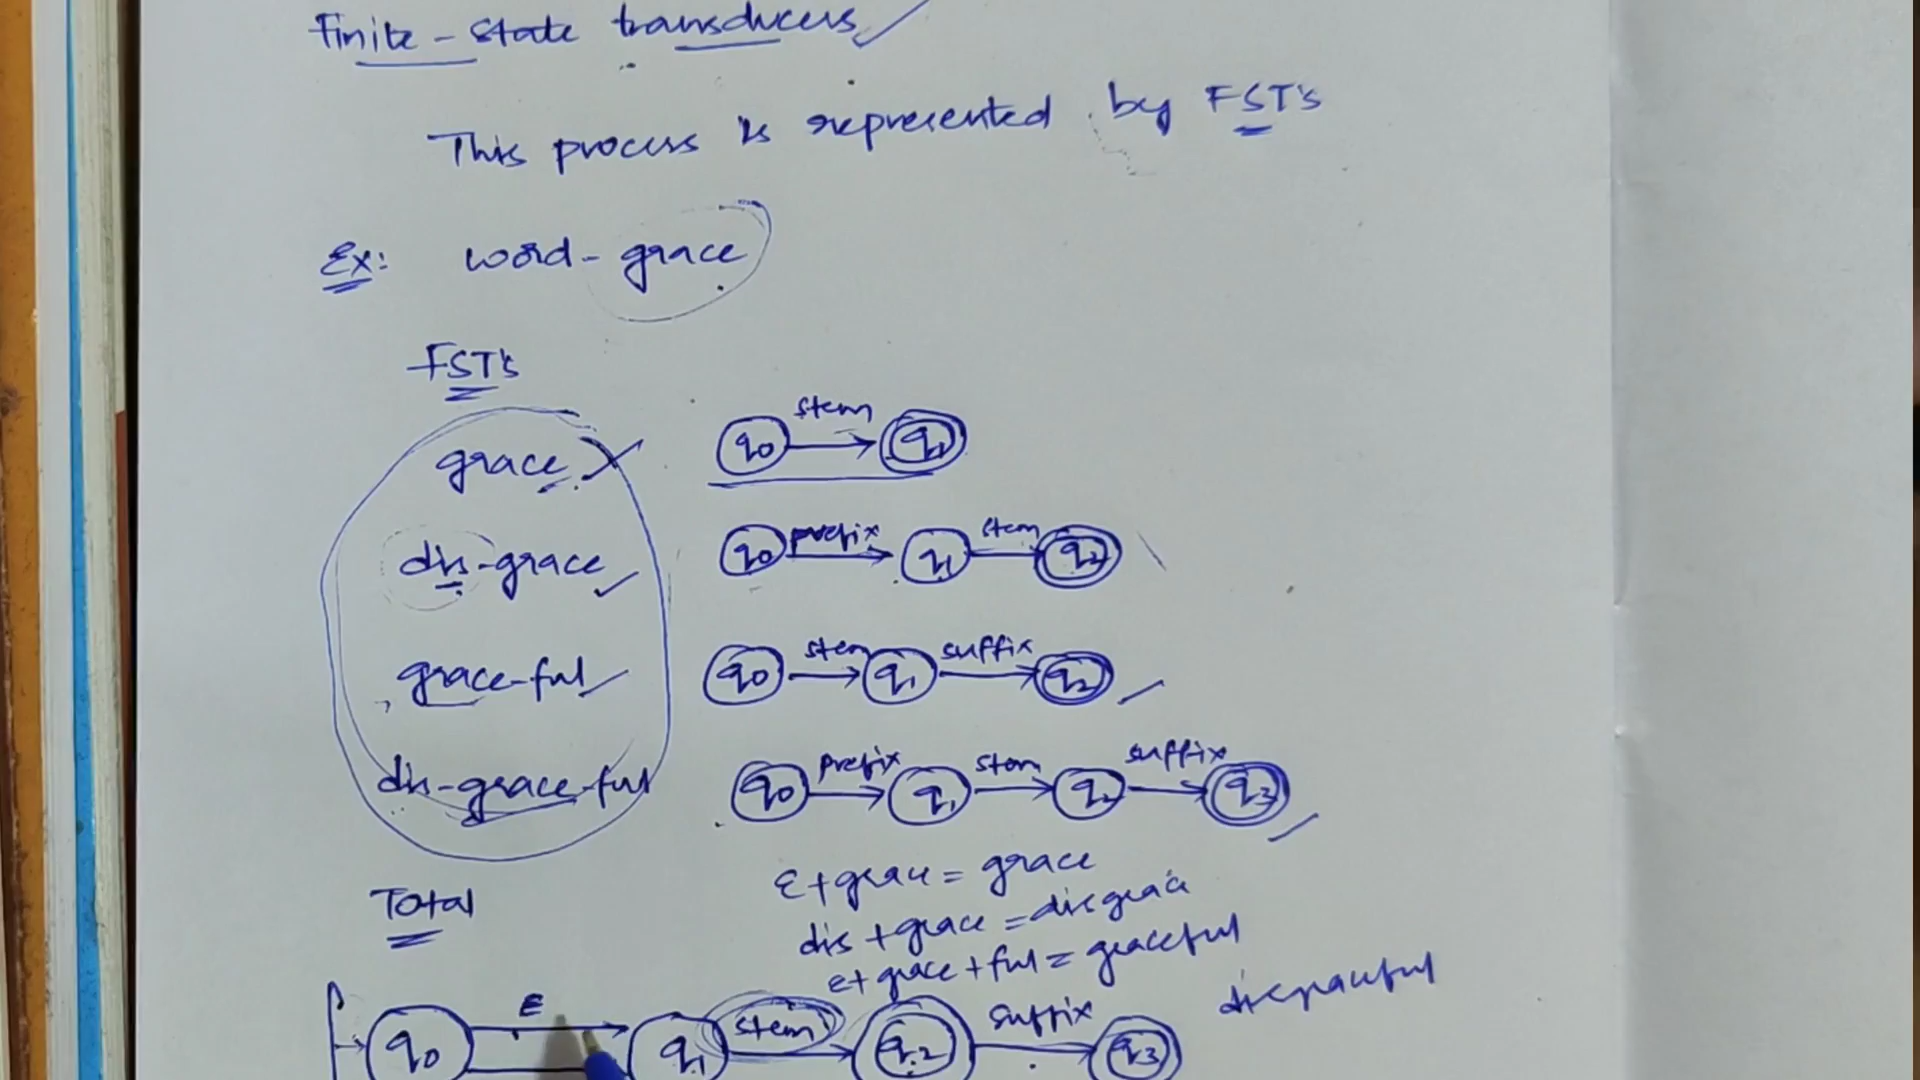 Finite-state transducers
This process is represented by FST's
Ex: word-grace
FST's
grace
stem
q0 q1
dis-grace
prefix stem
q0 q1 q2
grace-ful
stem suffix
q0 q1 q2
dis-grace-ful
prefix stem suffix
q0 q1 q2 q3
Total
ε+grace = grace
dis+grace = disgrace
ε+grace+ful = graceful
disgraceful
ε stem suffix
q0 q1 q2 q3